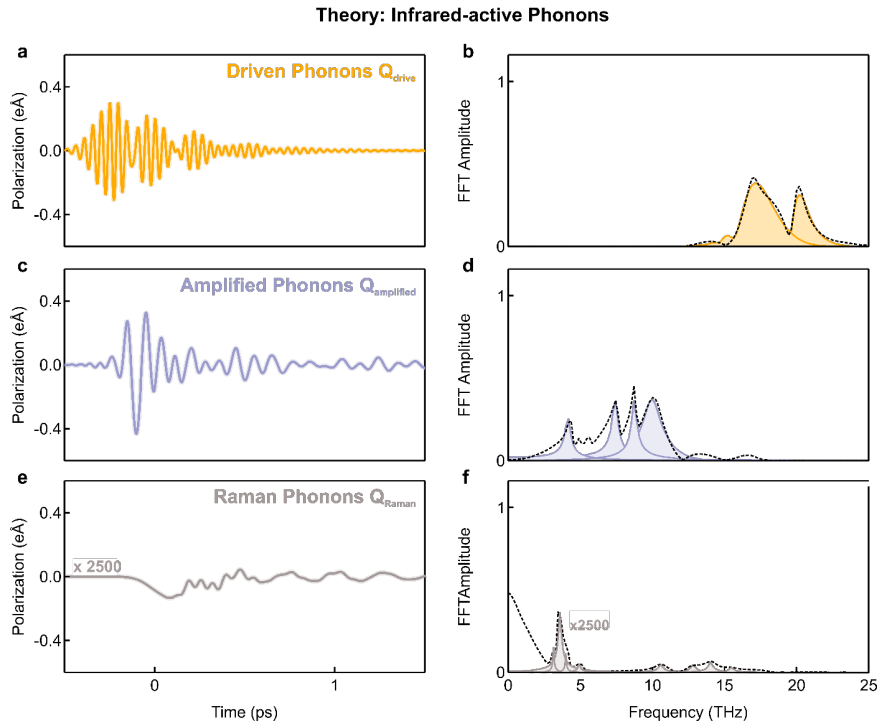 Theory: Infrared-active Phonons
a
Driven Phonons Qdrive
0.4
0.0
-0.4
Polarization (eÅ)
b
1
0
FFT Amplitude
c
Amplified Phonons Qamplified
0.4
0.0
-0.4
Polarization (eÅ)
d
1
0
FFT Amplitude
e
Raman Phonons QRaman
x 2500
0.4
0.0
-0.4
Polarization (eÅ)
0
1
Time (ps)
f
x2500
1
0
FFTAmplitude
0
5
10
15
20
25
Frequency (THz)